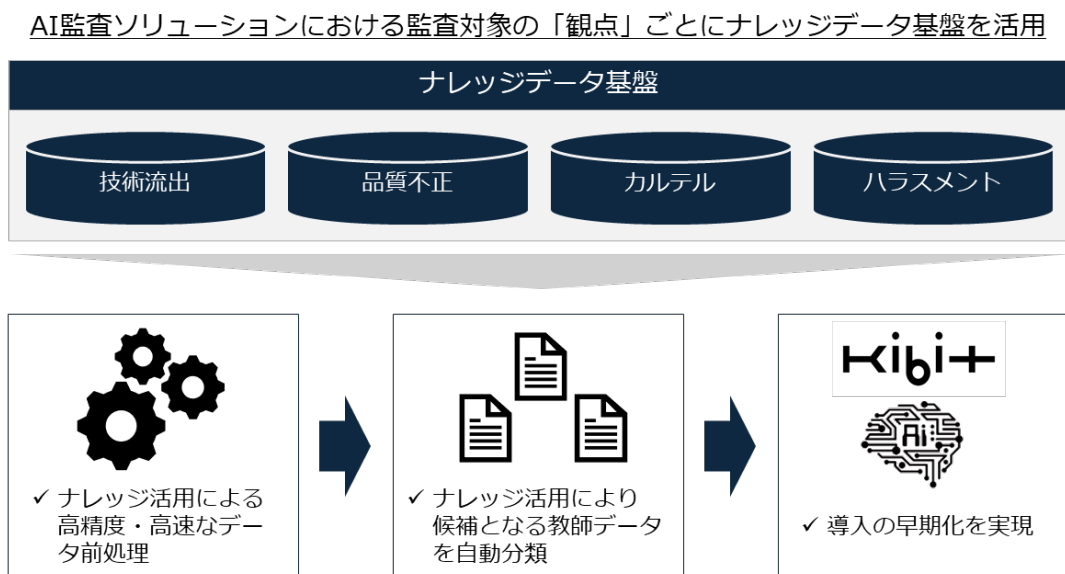 AI監査ソリューションにおける監査対象の「観点」ごとにナレッジデータ基盤を活用
ナレッジデータ基盤
技術流出
品質不正
カルテル
ハラスメント
✓ ナレッジ活用による
高精度・高速なデー
タ前処理
✓ ナレッジ活用により
候補となる教師データ
を自動分類
kibit
Ai
✓ 導入の早期化を実現